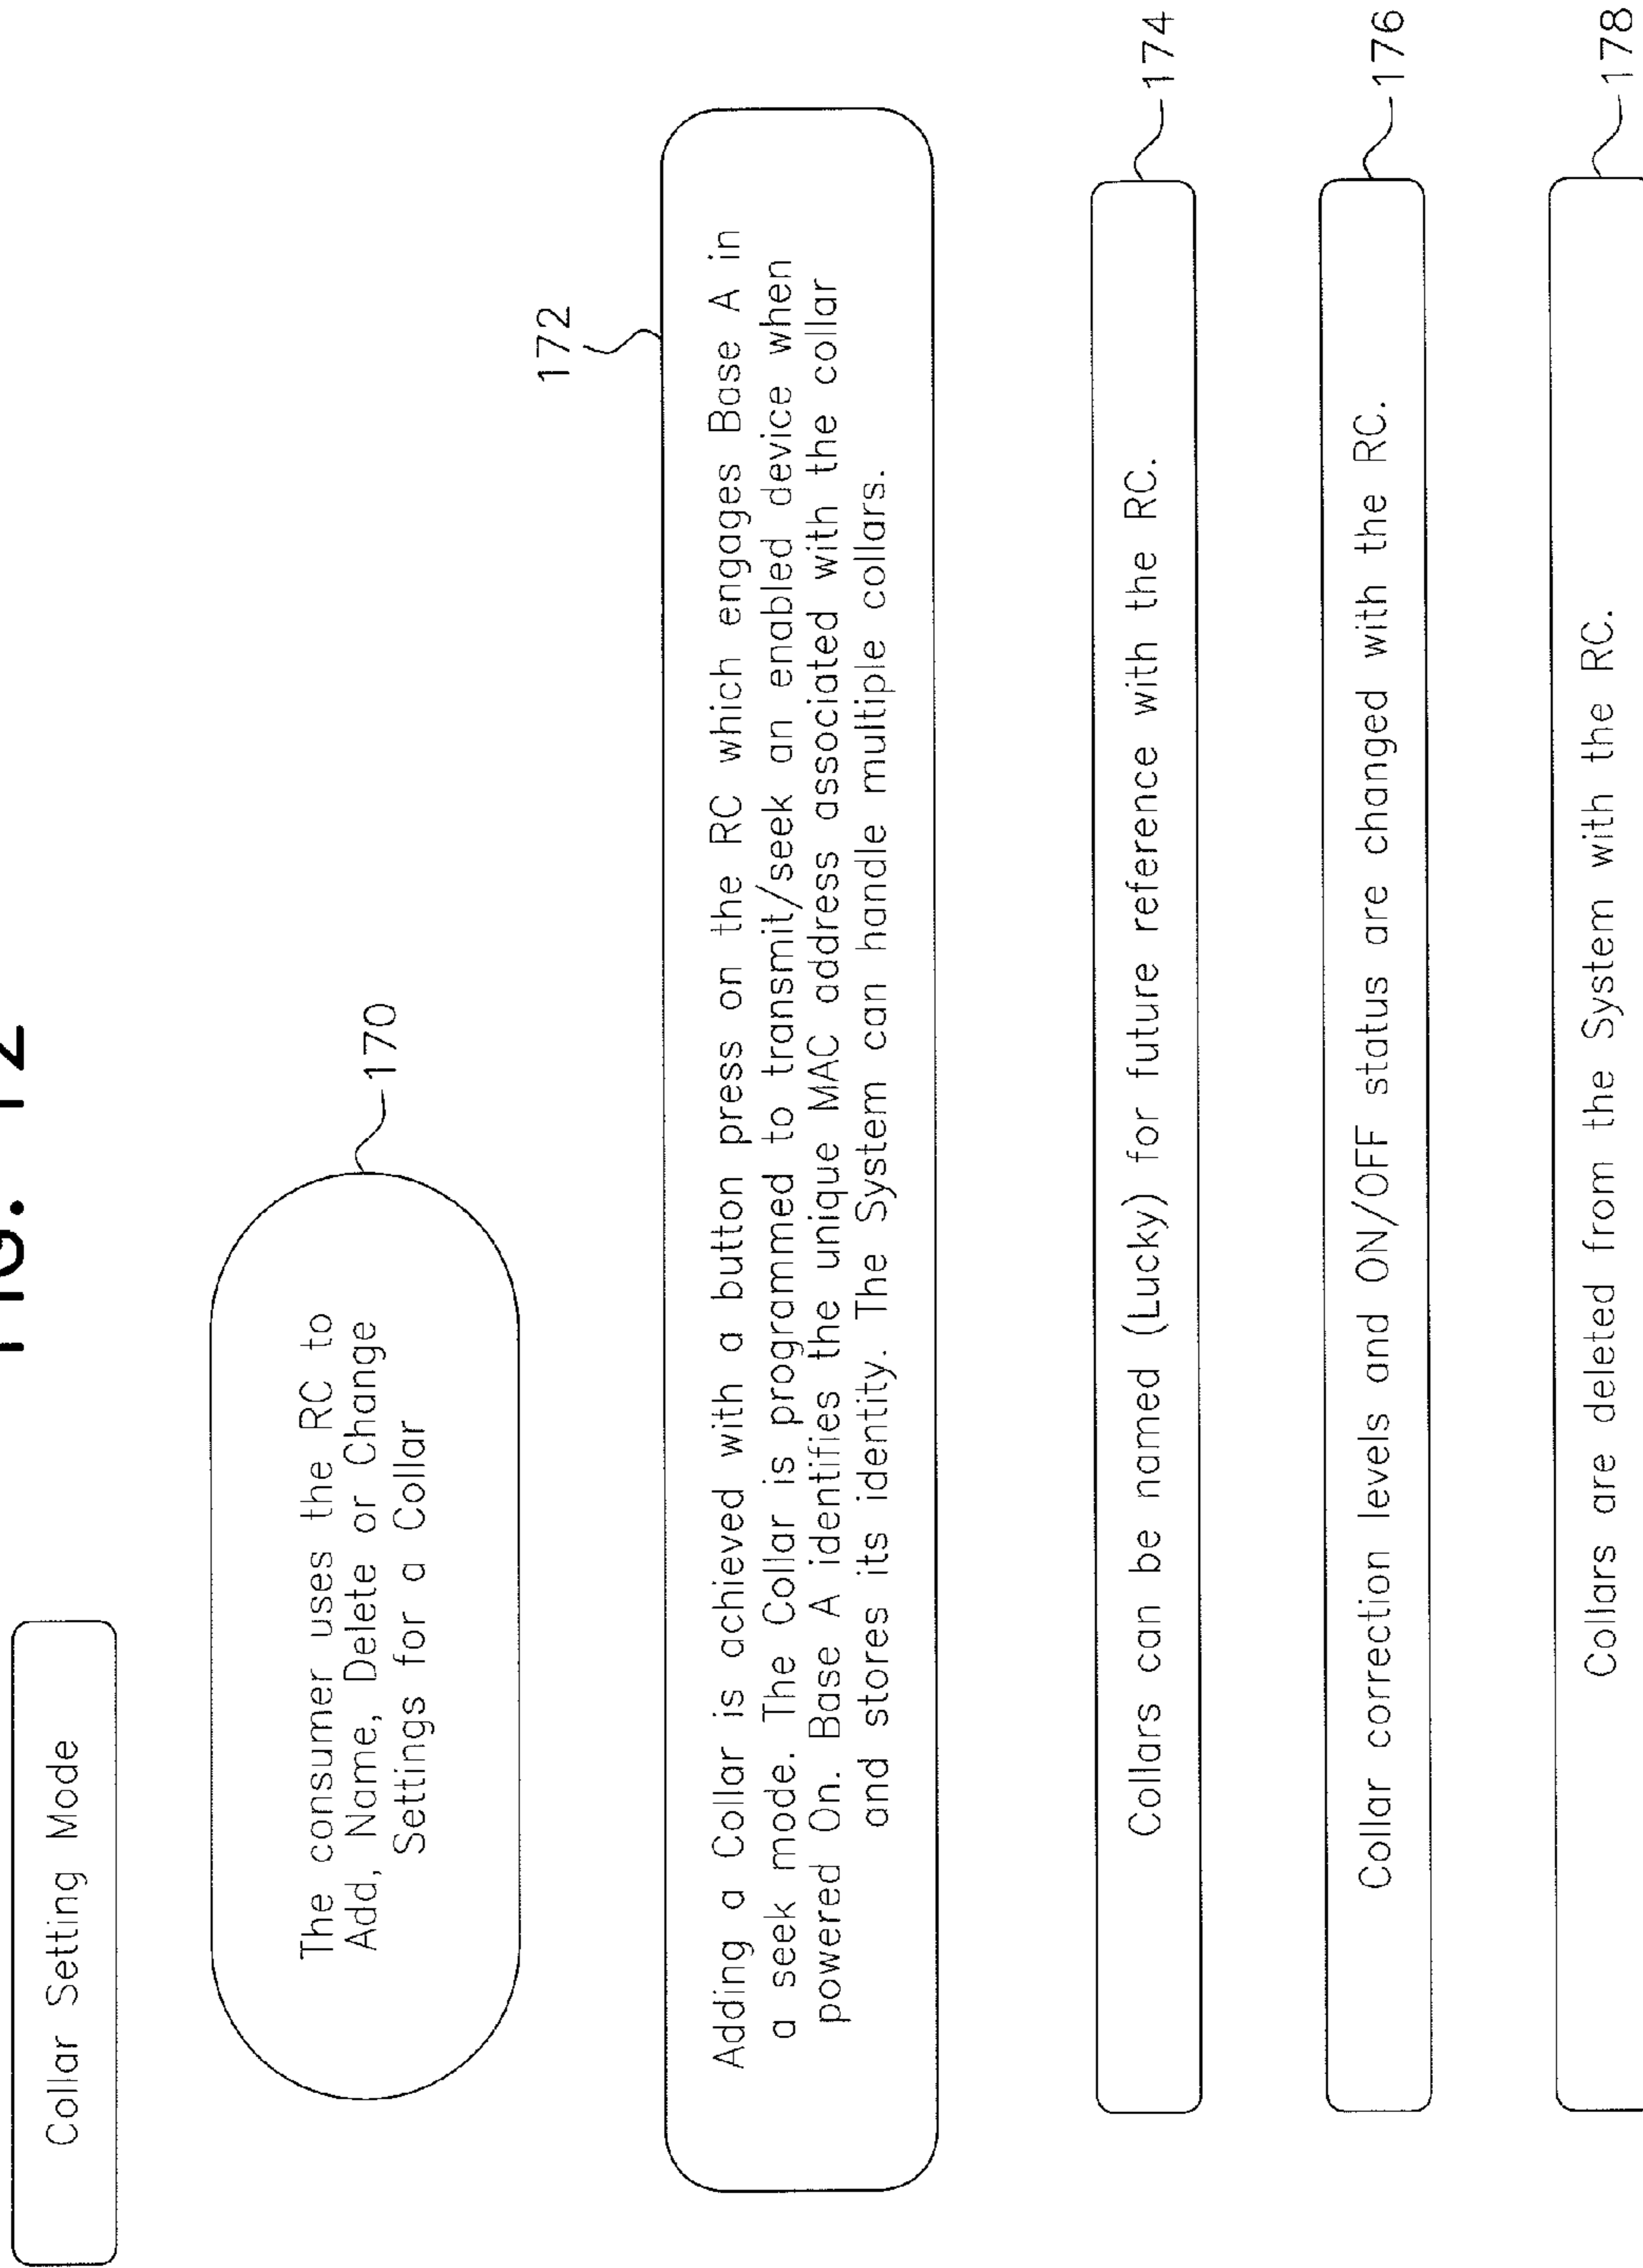 FIG. 12
Collar Setting Mode
The consumer uses the RC to
Add, Name, Delete or Change
Settings for a Collar
170
172
Adding a Collar is achieved with a button press on the RC which engages Base A in
a seek mode. The Collar is programmed to transmit/seek an enabled device when
powered On. Base A identifies the unique MAC address associated with the collar
and stores its identity. The System can handle multiple collars.
Collars can be named (Lucky) for future reference with the RC.
174
Collar correction levels and ON/OFF status are changed with the RC.
176
Collars are deleted from the System with the RC.
178